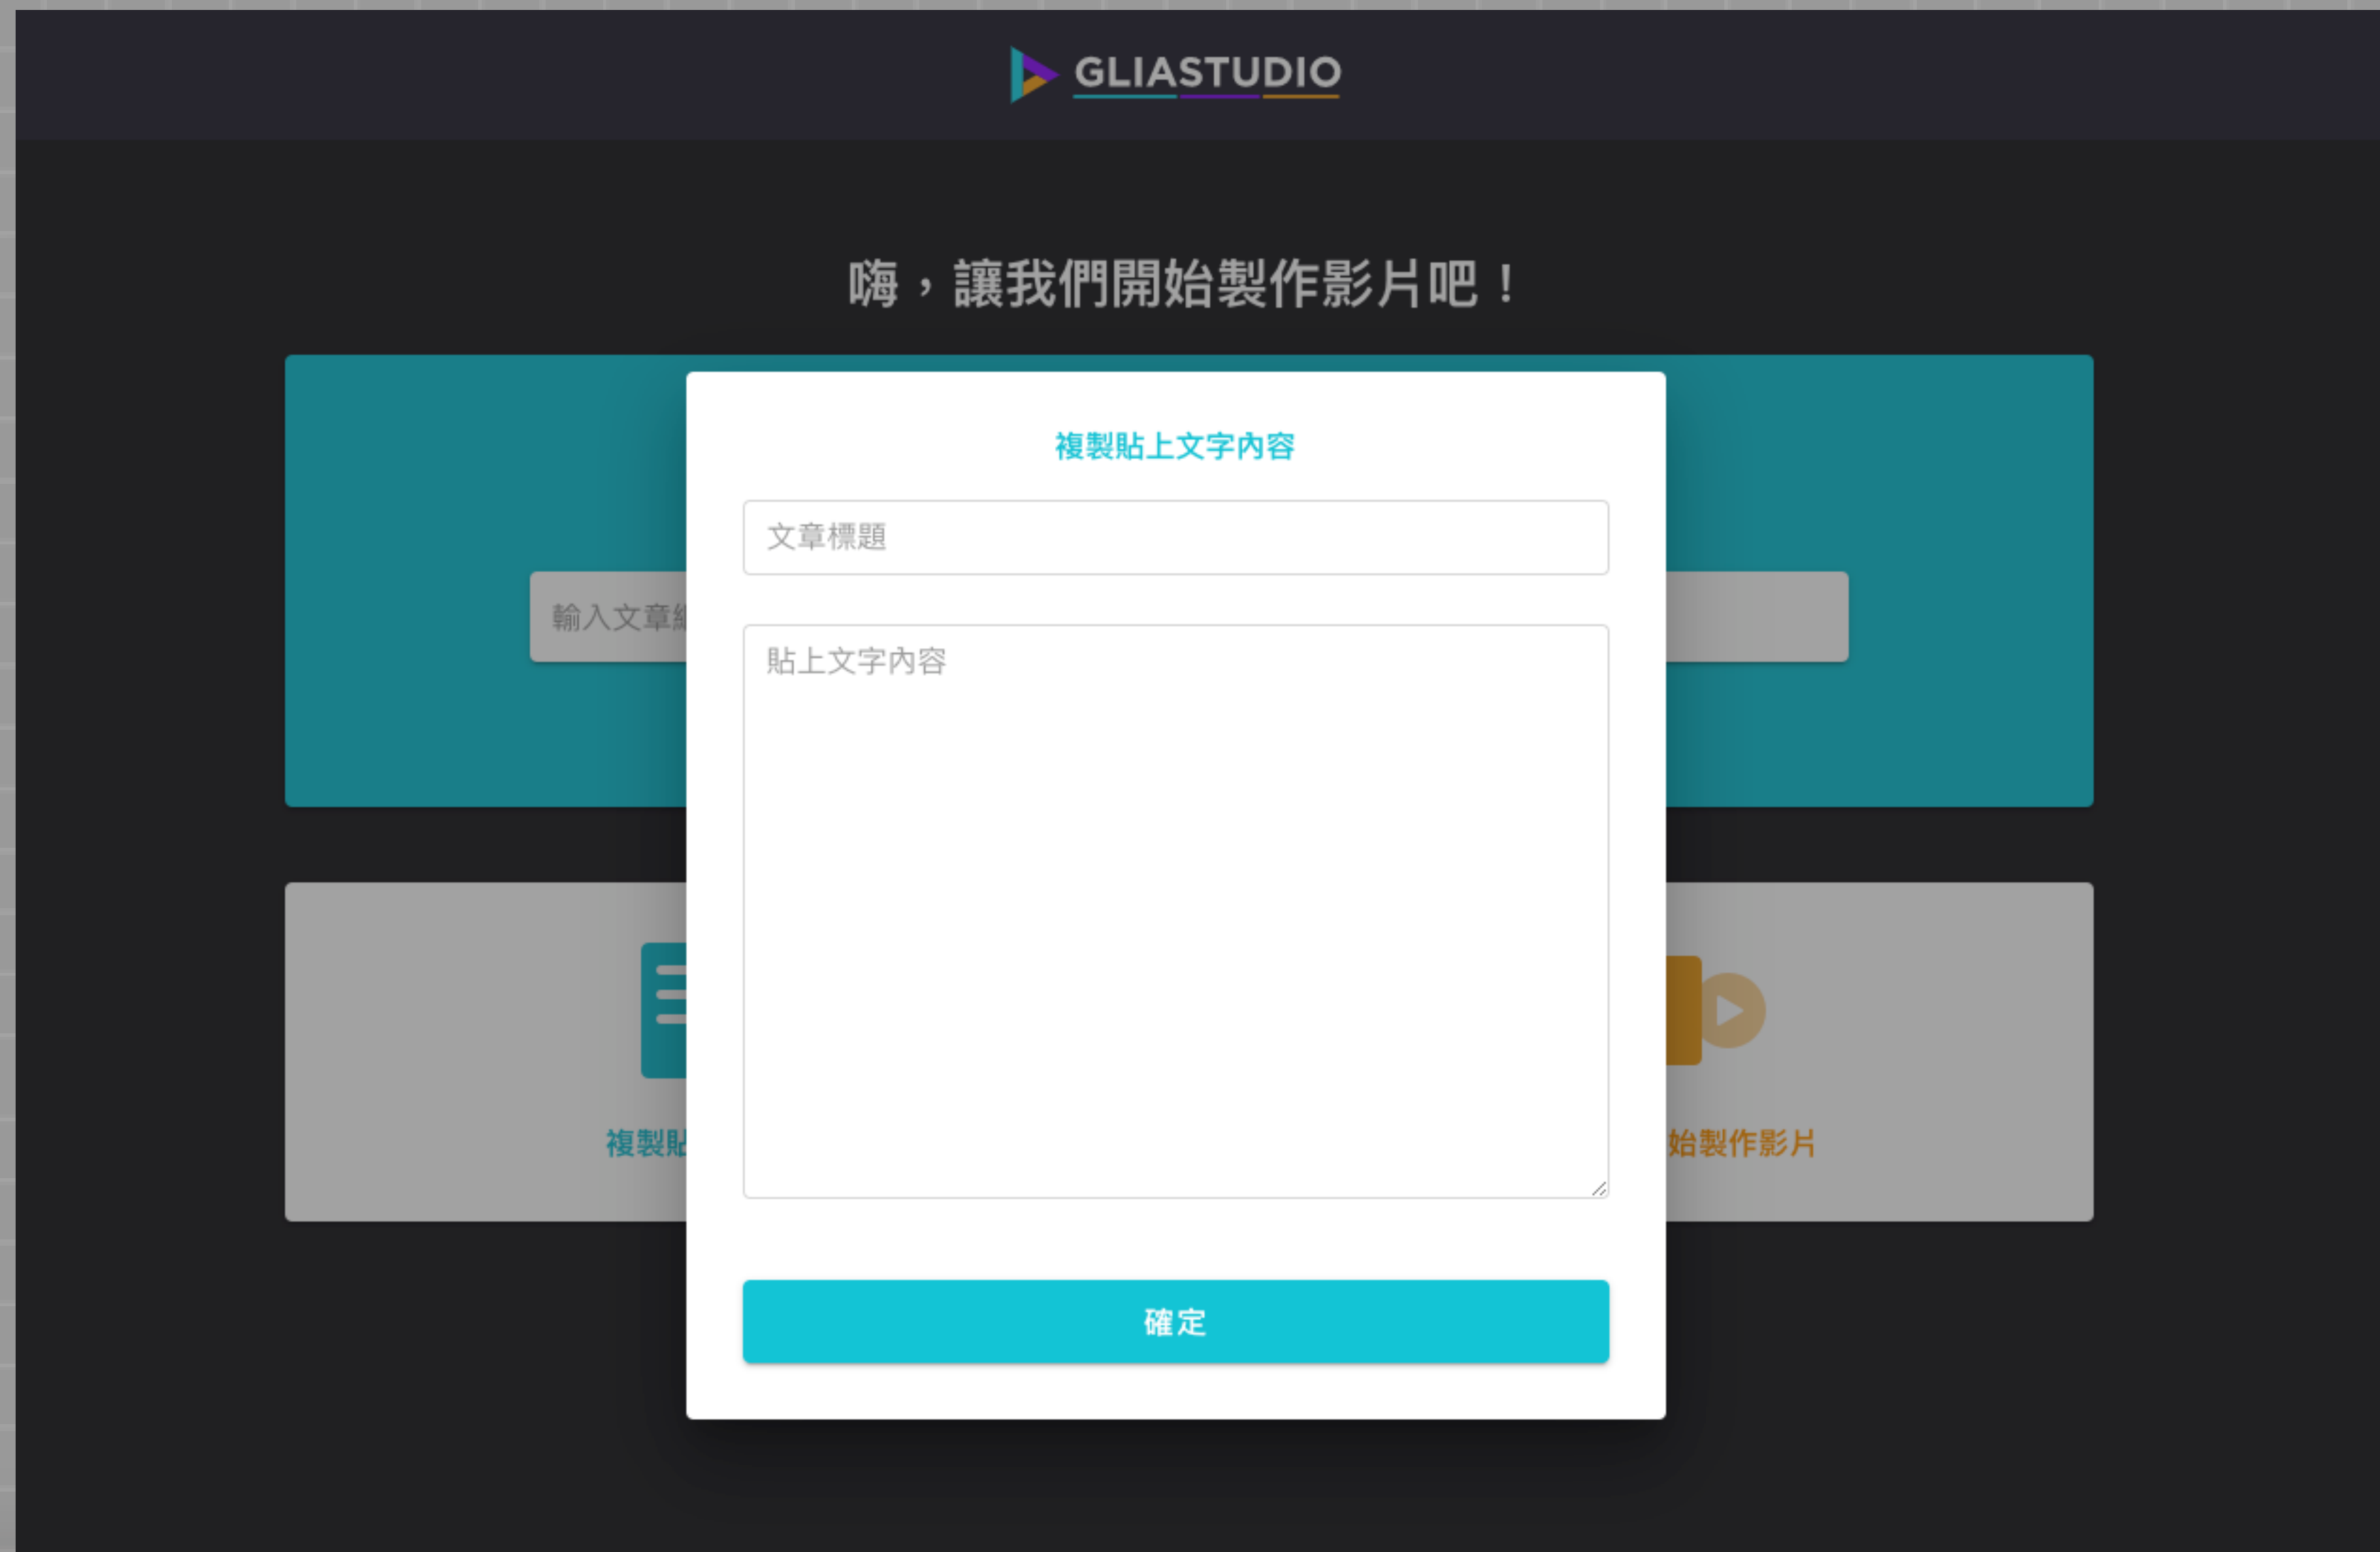 GLIASTUDIO
嗨，讓我們開始製作影片吧！
複製貼上文字內容
文章標題
輸入文章
貼上文字內容
複製貼
始製作影片
確定